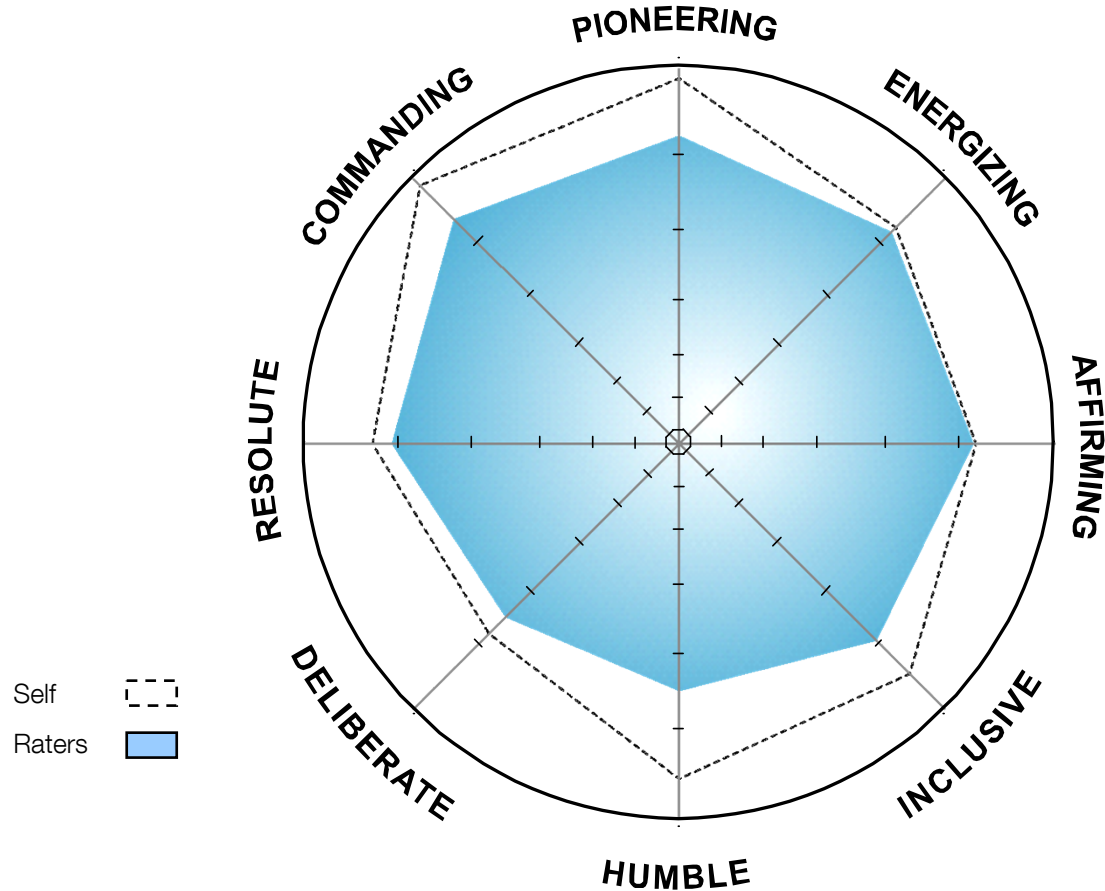 PIONEERING
ENERGIZING
COMMANDING
AFFIRMING
RESOLUTE
INCLUSIVE
DELIBERATE
HUMBLE
Self
Raters